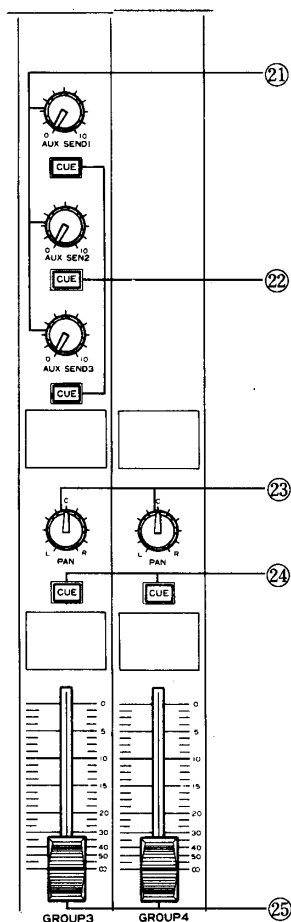 ㉑
0 10
AUX SEND1
CUE
0 10
AUX SEN2
CUE
㉒
0 10
AUX SEND3
CUE
㉓
C
L R L R
PAN PAN
㉔
CUE CUE
0 0
5 5
10 10
15 15
20 20
30 30
40 40
50 50
∞ ∞
GROUP3 GROUP4
㉕